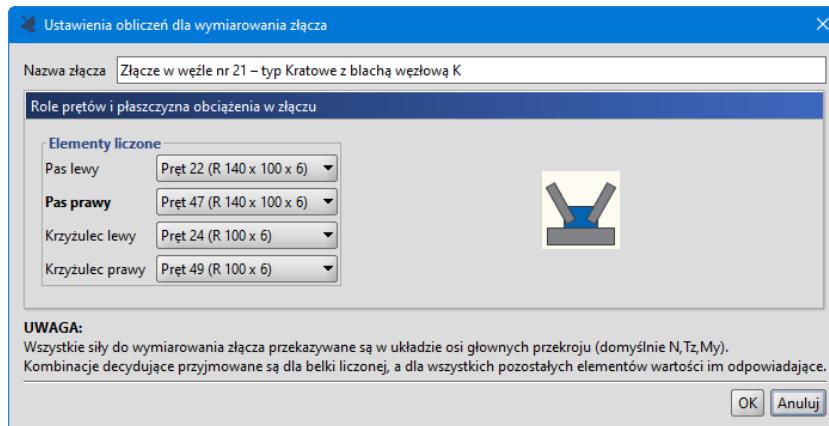 Ustawienia obliczeń dla wymiarowania złącza
Nazwa złącza Złącze w węźle nr 21 – typ Kratowe z blachą węzłową K
Role prętów i płaszczyzna obciążenia w złączu
Elementy liczone
Pas lewy Pręt 22 (R 140 x 100 x 6)
Pas prawy Pręt 47 (R 140 x 100 x 6)
Krzyżulec lewy Pręt 24 (R 100 x 6)
Krzyżulec prawy Pręt 49 (R 100 x 6)
UWAGA:
Wszystkie siły do wymiarowania złącza przekazywane są w układzie osi głownych przekroju (domyślnie N,Tz,My).
Kombinacje decydujące przyjmowane są dla belki liczonej, a dla wszystkich pozostałych elementów wartości im odpowiadające.
OK Anuluj